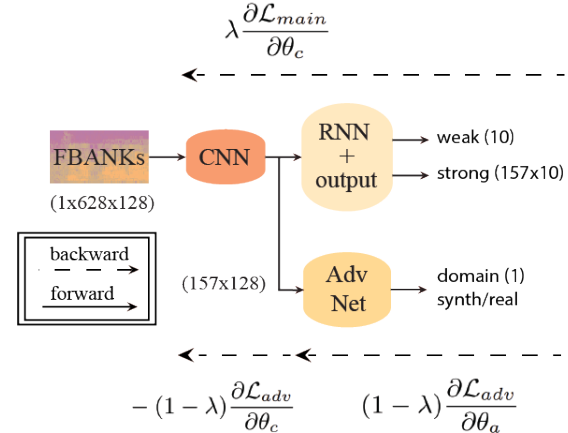 λ ∂ℒ_main / ∂θ_c
FBANKs
(1x628x128)
CNN
RNN
+
output
weak (10)
strong (157x10)
backward
forward
(157x128)
Adv
Net
domain (1)
synth/real
− (1 − λ) ∂ℒ_adv / ∂θ_c
(1 − λ) ∂ℒ_adv / ∂θ_a